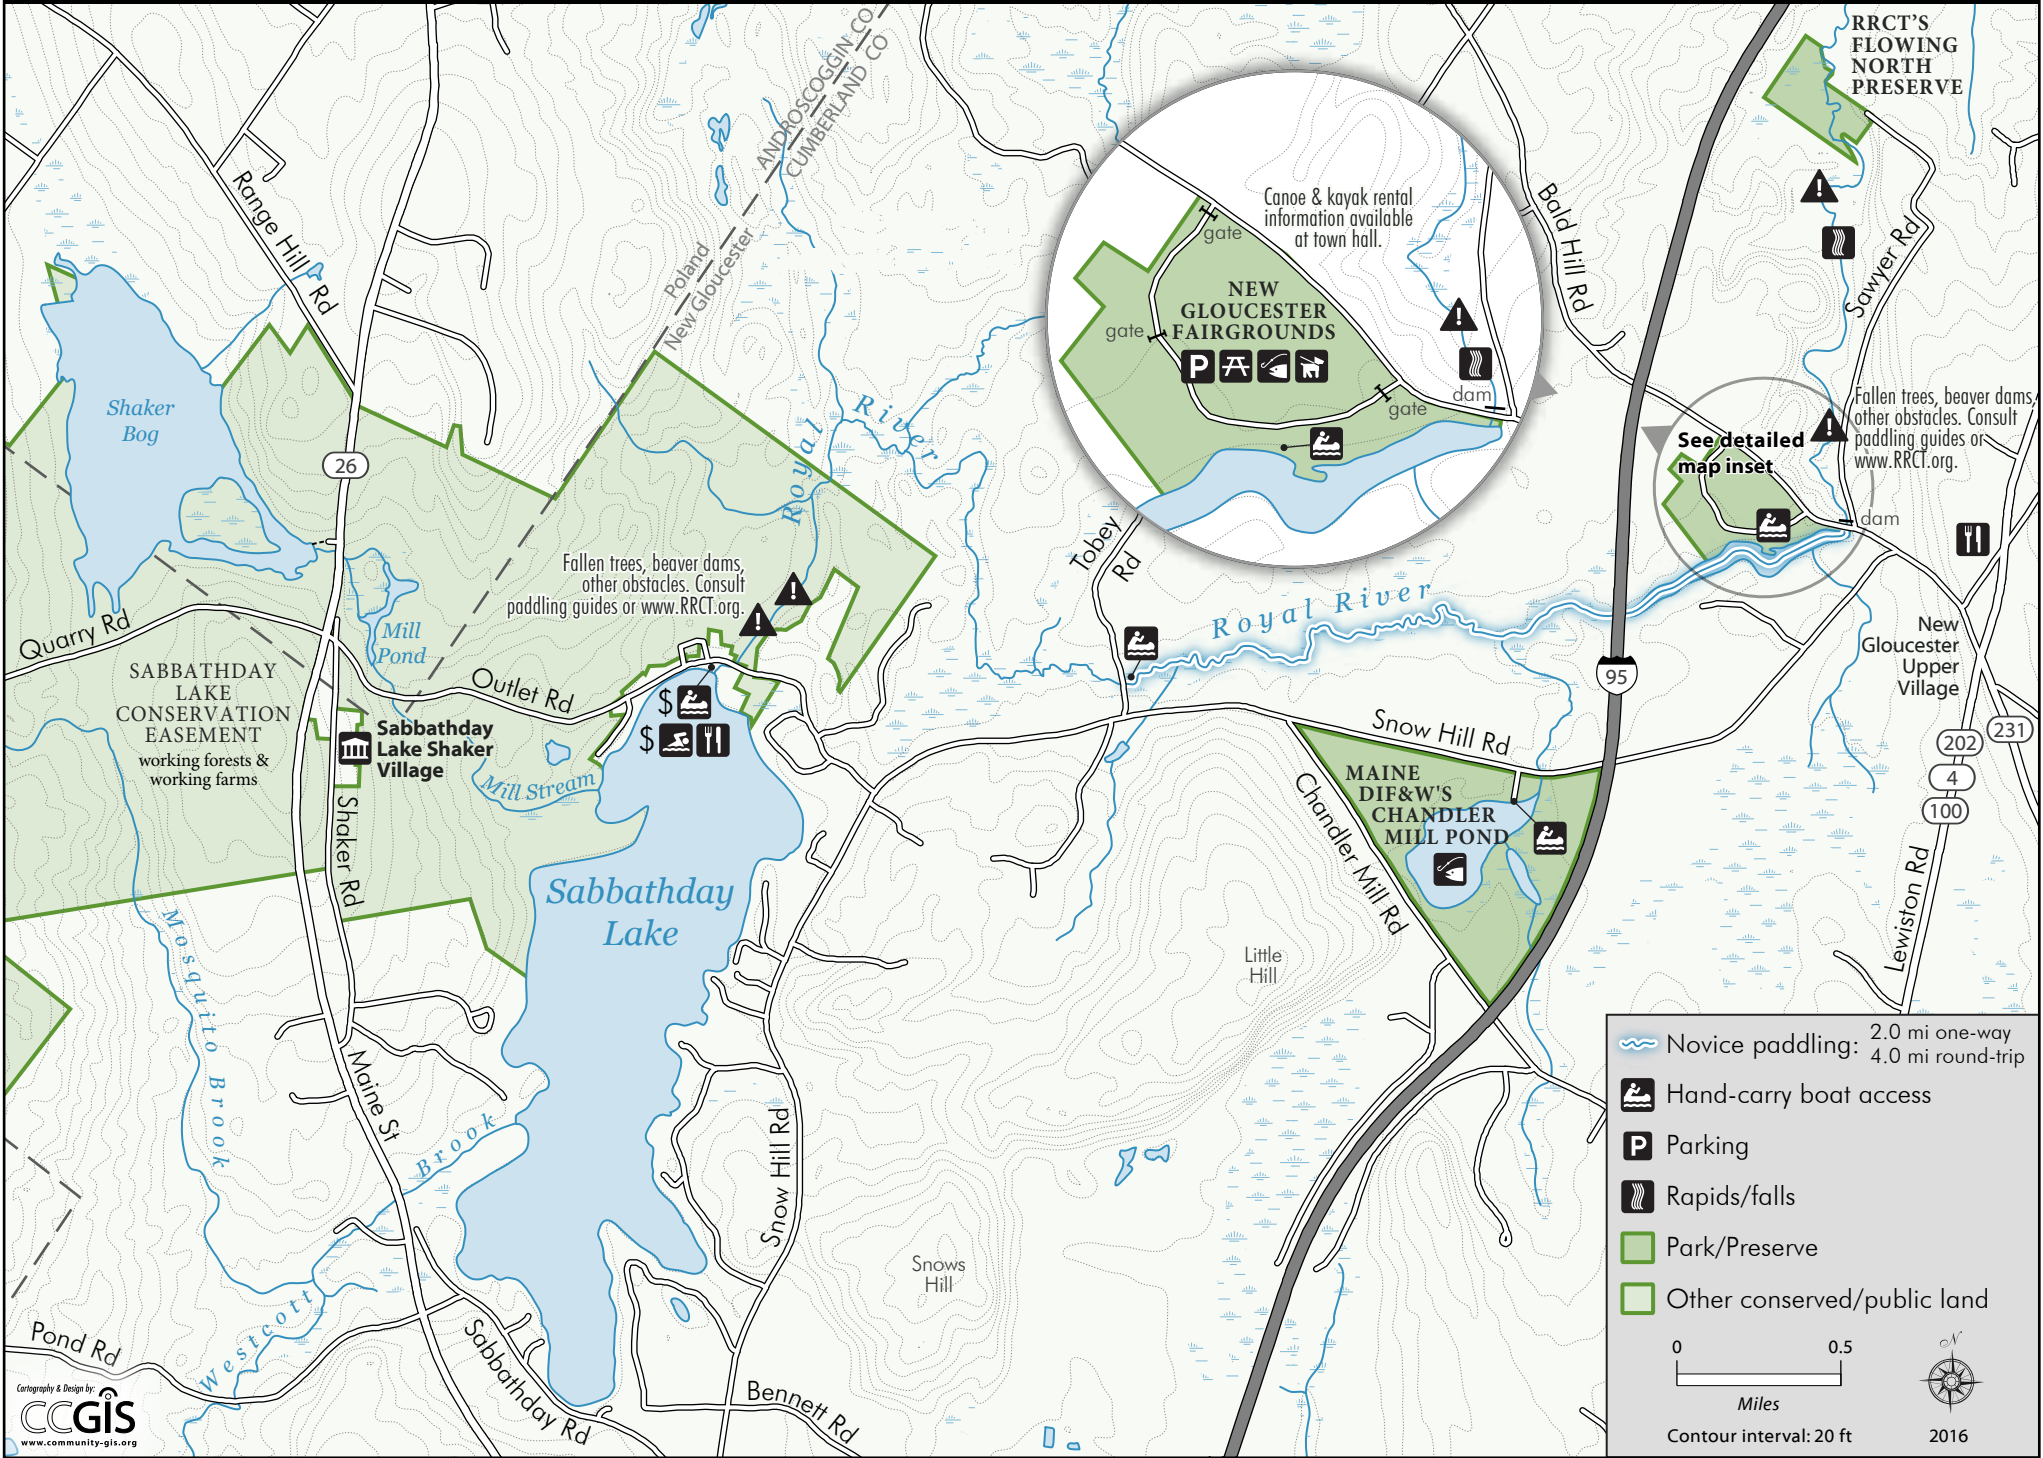 RRCT'S
FLOWING
NORTH
PRESERVE
ANDROSCOGGIN CO
CUMBERLAND CO
Poland
New Gloucester
Range Hill Rd
Bald Hill Rd
Sawyer Rd
Canoe & kayak rental
information available
at town hall.
gate
NEW
GLOUCESTER
FAIRGROUNDS
gate
P
gate
dam
Shaker
Bog
26
Royal
River
Fallen trees, beaver dams,
other obstacles. Consult
paddling guides or
www.RRCT.org.
See detailed
map inset
dam
Tobey
Rd
Royal River
Fallen trees, beaver dams,
other obstacles. Consult
paddling guides or www.RRCT.org.
Quarry Rd
Mill
Pond
SABBATHDAY
LAKE
CONSERVATION
EASEMENT
working forests &
working farms
Outlet Rd
$
$
Sabbathday
Lake Shaker
Village
Mill Stream
New
Gloucester
Upper
Village
95
231
202
4
100
Snow Hill Rd
MAINE
DIF&W'S
CHANDLER
MILL POND
Chandler Mill Rd
Shaker Rd
Sabbathday
Lake
Lewiston Rd
Mosquito Brook
Little
Hill
Maine St
Brook
Snow Hill Rd
Snows
Hill
Westcott
Pond Rd
Sabbathday Rd
Bennett Rd
Novice paddling: 2.0 mi one-way
4.0 mi round-trip
Hand-carry boat access
P Parking
Rapids/falls
Park/Preserve
Other conserved/public land
N
0 0.5
Miles
Contour interval: 20 ft
2016
Cartography & Design by:
CCGIS
www.community-gis.org